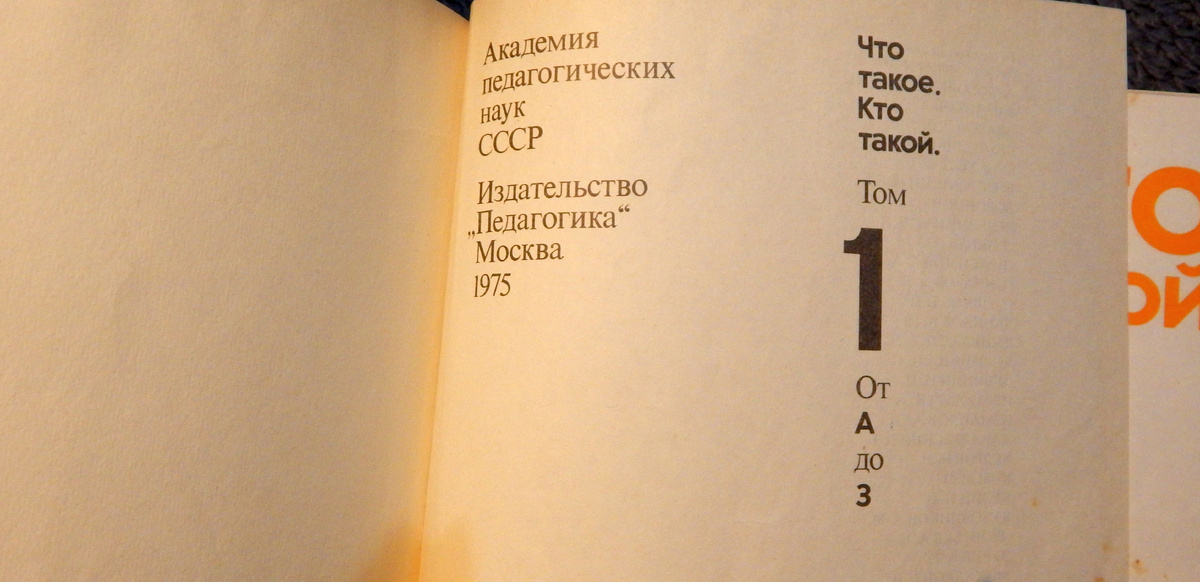 Академия
педагогических
наук
СССР
Издательство
„Педагогика“
Москва
1975
Что
такое.
Кто
такой.
Том
1
От
А
до
З